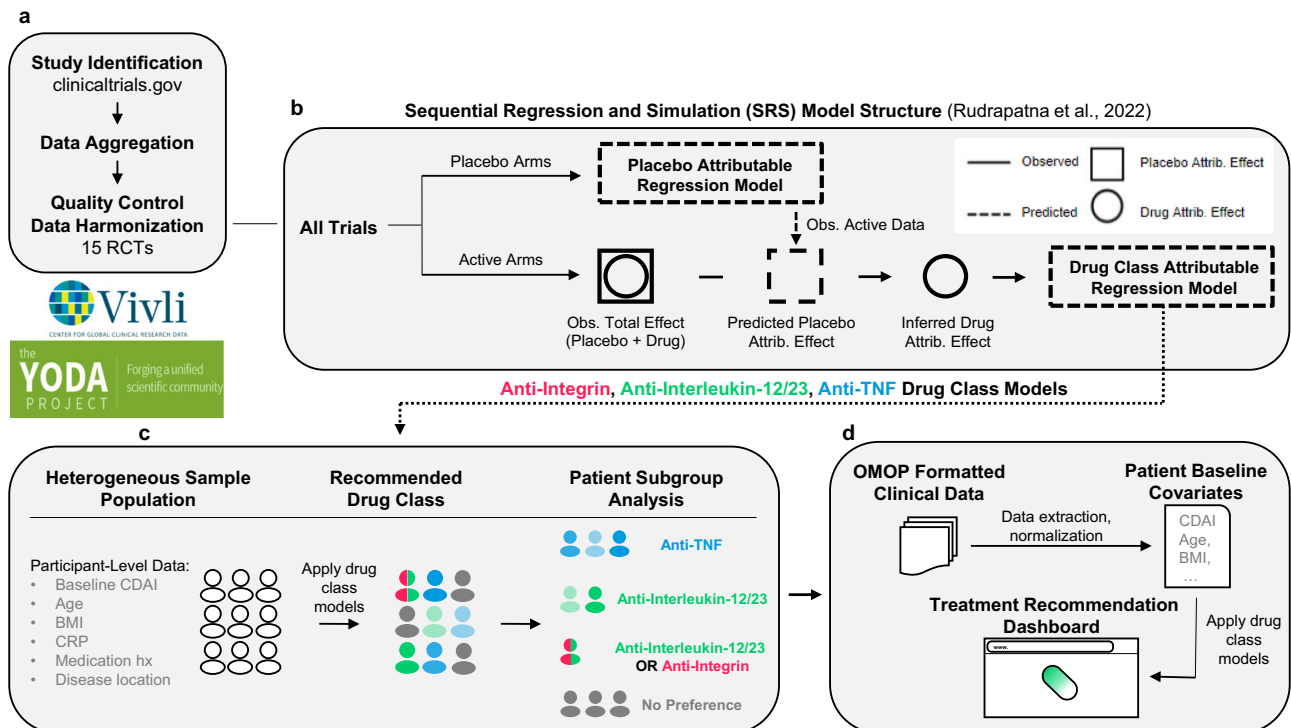 a
Study Identification
clinicaltrials.gov
Data Aggregation
Quality Control
Data Harmonization
15 RCTs
Vivli
CENTER FOR GLOBAL CLINICAL RESEARCH DATA
the
YODA
PROJECT
Forging a unified
scientific community
b
Sequential Regression and Simulation (SRS) Model Structure (Rudrapatna et al., 2022)
All Trials
Placebo Arms
Placebo Attributable
Regression Model
Observed
Placebo Attrib. Effect
Predicted
Drug Attrib. Effect
Obs. Active Data
Active Arms
Obs. Total Effect
(Placebo + Drug)
Predicted Placebo
Attrib. Effect
Inferred Drug
Attrib. Effect
Drug Class Attributable
Regression Model
Anti-Integrin, Anti-Interleukin-12/23, Anti-TNF Drug Class Models
c
Heterogeneous Sample
Population
Recommended
Drug Class
Patient Subgroup
Analysis
Participant-Level Data:
• Baseline CDAI
• Age
• BMI
• CRP
• Medication hx
• Disease location
Apply drug
class
models
Anti-TNF
Anti-Interleukin-12/23
Anti-Interleukin-12/23
OR Anti-Integrin
No Preference
d
OMOP Formatted
Clinical Data
Data extraction,
normalization
Patient Baseline
Covariates
CDAI
Age,
BMI,
...
Apply drug
class
models
Treatment Recommendation
Dashboard
www.